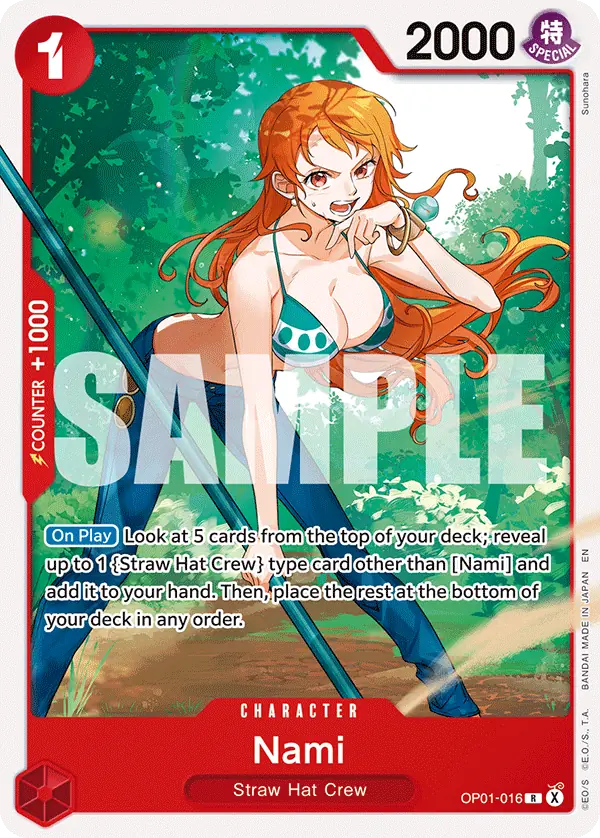 1
2000
特
SPECIAL
Sunohara
COUNTER +1000
SAMPLE
On Play Look at 5 cards from the top of your deck; reveal
up to 1 {Straw Hat Crew} type card other than [Nami] and
add it to your hand. Then, place the rest at the bottom of
your deck in any order.
CHARACTER
Nami
Straw Hat Crew
OP01-016 R X
©EO/S ©E.O./S., T.A. BANDAI MADE IN JAPAN EN